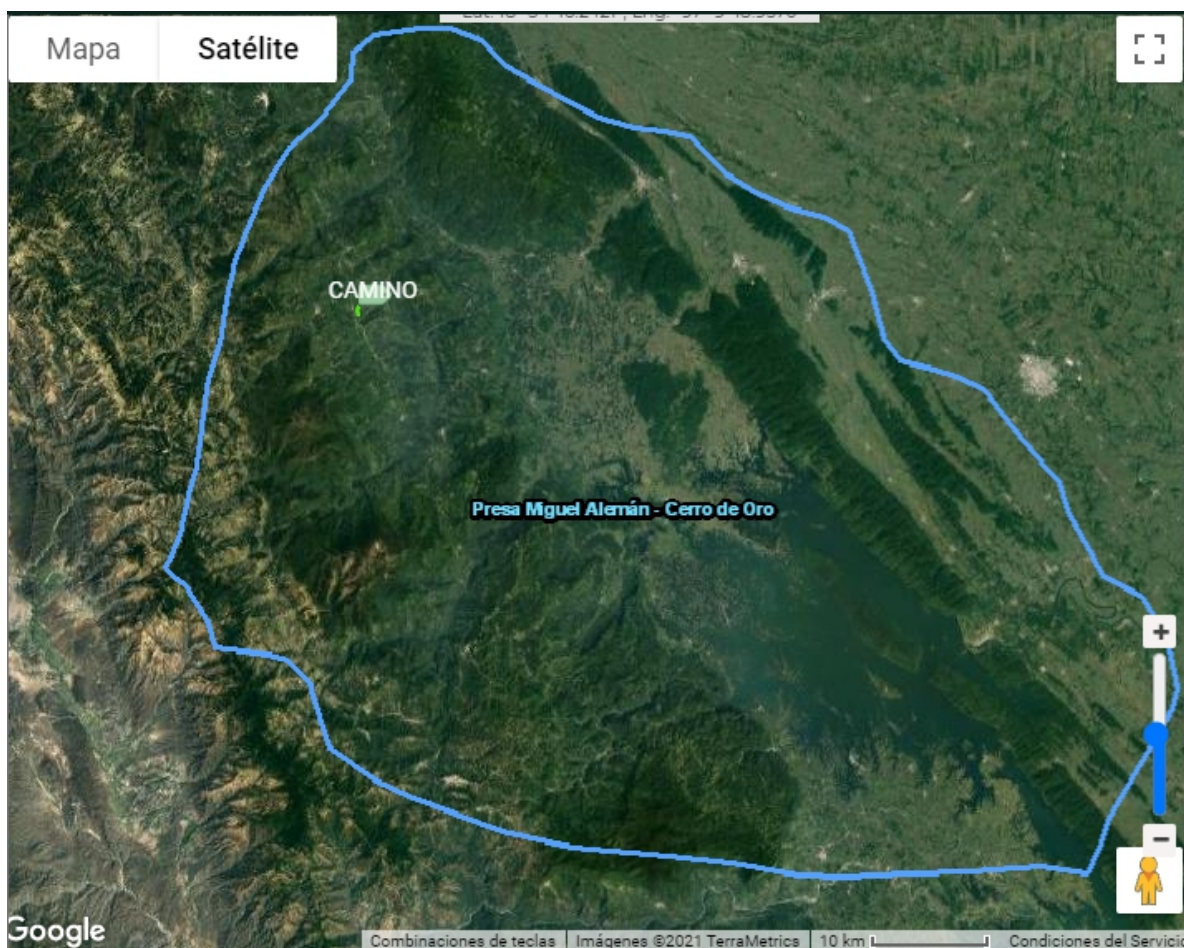 Mapa
Satélite
CAMINO
Presa Miguel Alemán - Cerro de Oro
+
−
Google
Combinaciones de teclas
Imágenes ©2021 TerraMetrics
10 km
Condiciones del Servicio